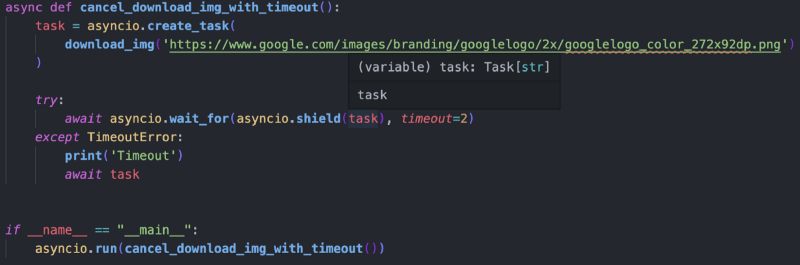 async def cancel_download_img_with_timeout():
    task = asyncio.create_task(
        download_img('https://www.google.com/images/branding/googlelogo/2x/googlelogo_color_272x92dp.png')
    )
(variable) task: Task[str]
task
    try:
        await asyncio.wait_for(asyncio.shield(task), timeout=2)
    except TimeoutError:
        print('Timeout')
        await task
if __name__ == "__main__":
    asyncio.run(cancel_download_img_with_timeout())